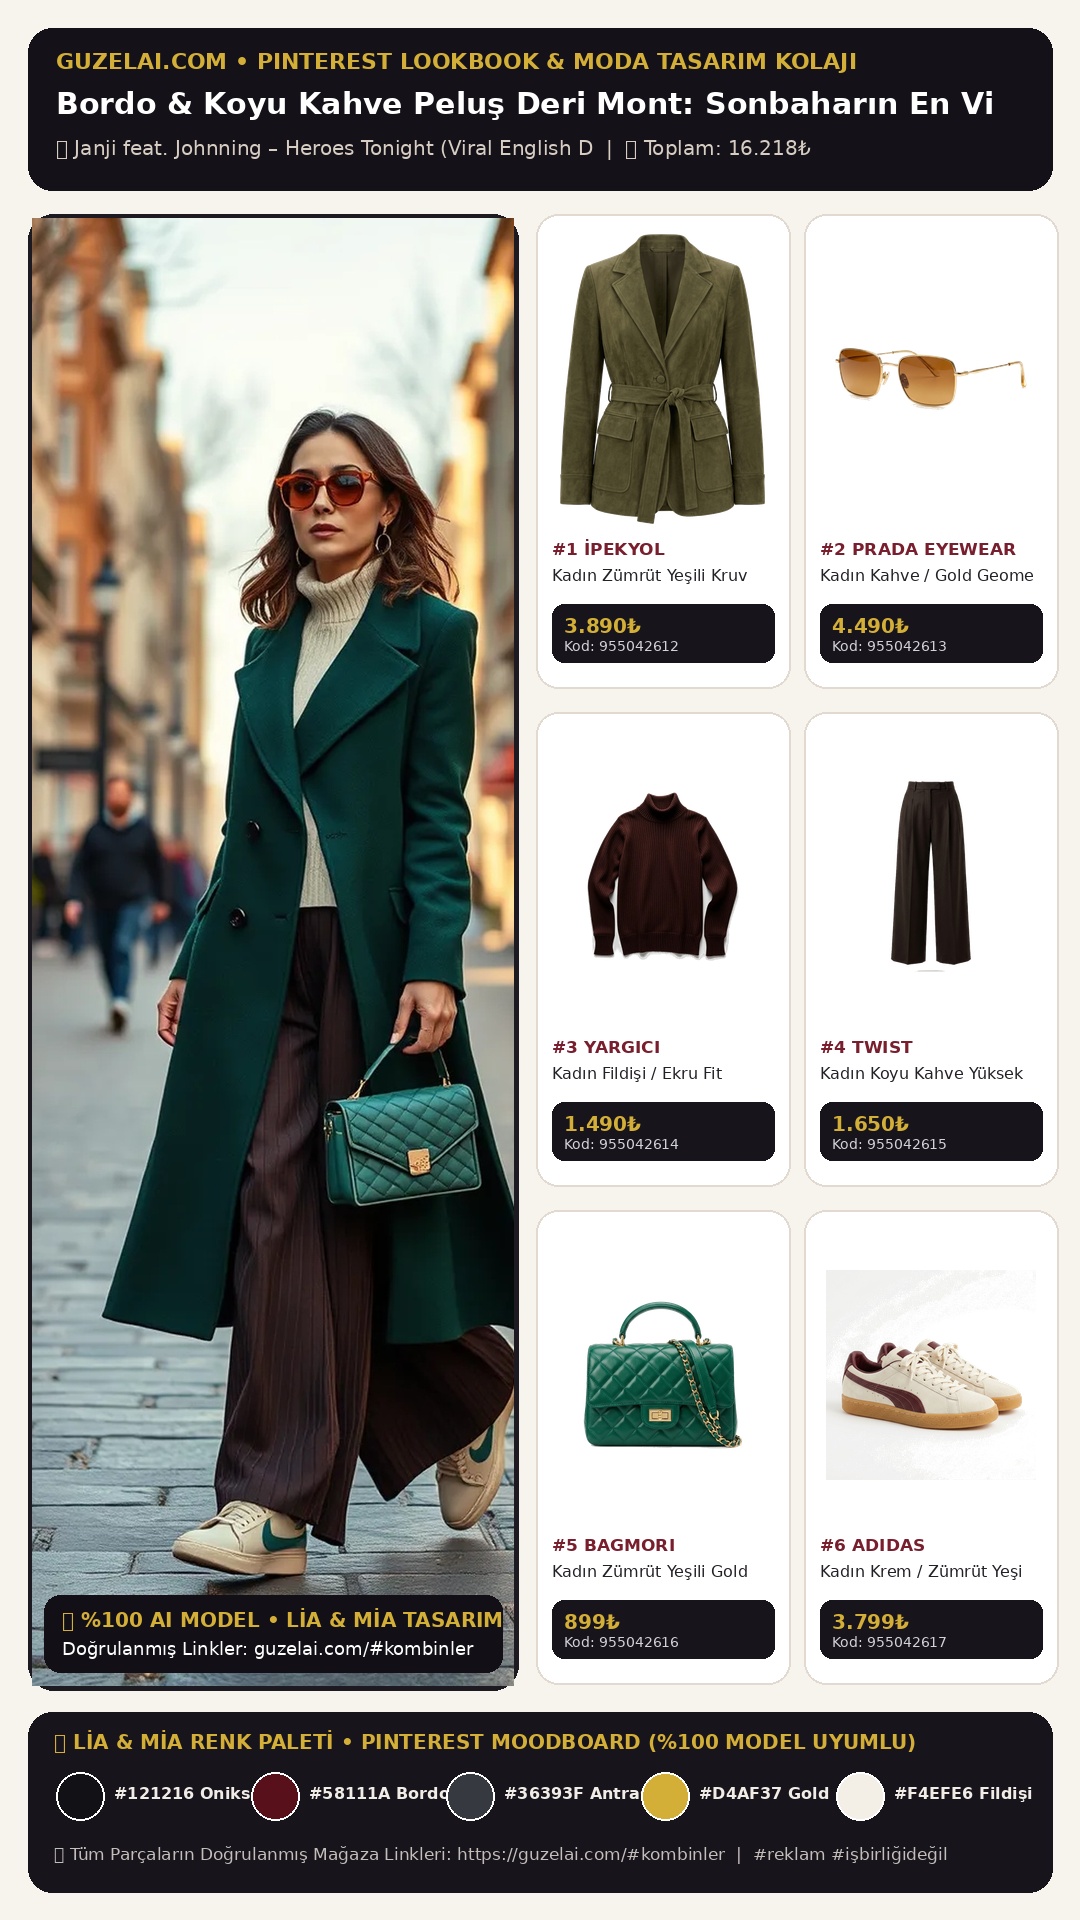 GUZELAI.COM • PINTEREST LOOKBOOK & MODA TASARIM KOLAJI
Bordo & Koyu Kahve Peluş Deri Mont: Sonbaharın En Vi
Janji feat. Johnning – Heroes Tonight (Viral English D | Toplam: 16.218₺
#1 İPEKYOL
Kadın Zümrüt Yeşili Kruv
3.890₺
Kod: 955042612
#2 PRADA EYEWEAR
Kadın Kahve / Gold Geome
4.490₺
Kod: 955042613
#3 YARGICI
Kadın Fildişi / Ekru Fit
1.490₺
Kod: 955042614
#4 TWIST
Kadın Koyu Kahve Yüksek
1.650₺
Kod: 955042615
#5 BAGMORI
Kadın Zümrüt Yeşili Gold
899₺
Kod: 955042616
#6 ADIDAS
Kadın Krem / Zümrüt Yeşi
3.799₺
Kod: 955042617
%100 AI MODEL • LİA & MİA TASARIM
Doğrulanmış Linkler: guzelai.com/#kombinler
LİA & MİA RENK PALETİ • PINTEREST MOODBOARD (%100 MODEL UYUMLU)
#121216 Oniks #58111A Bordo #36393F Antra #D4AF37 Gold #F4EFE6 Fildişi
Tüm Parçaların Doğrulanmış Mağaza Linkleri: https://guzelai.com/#kombinler | #reklam #işbirliğideğil